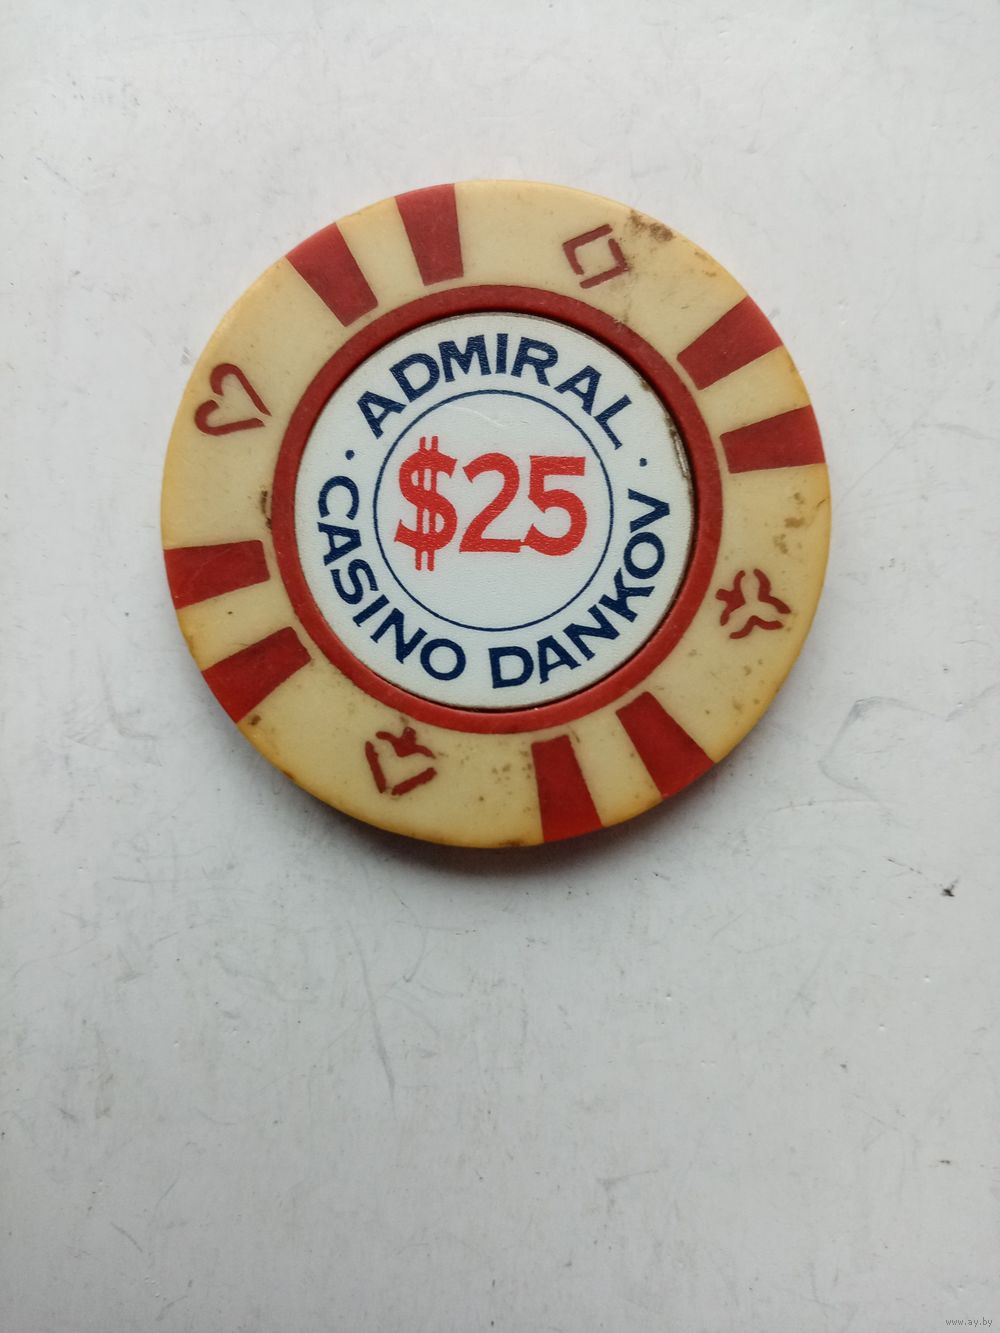 · ADMIRAL ·
$25
CASINO DANKOV
www.ay.by